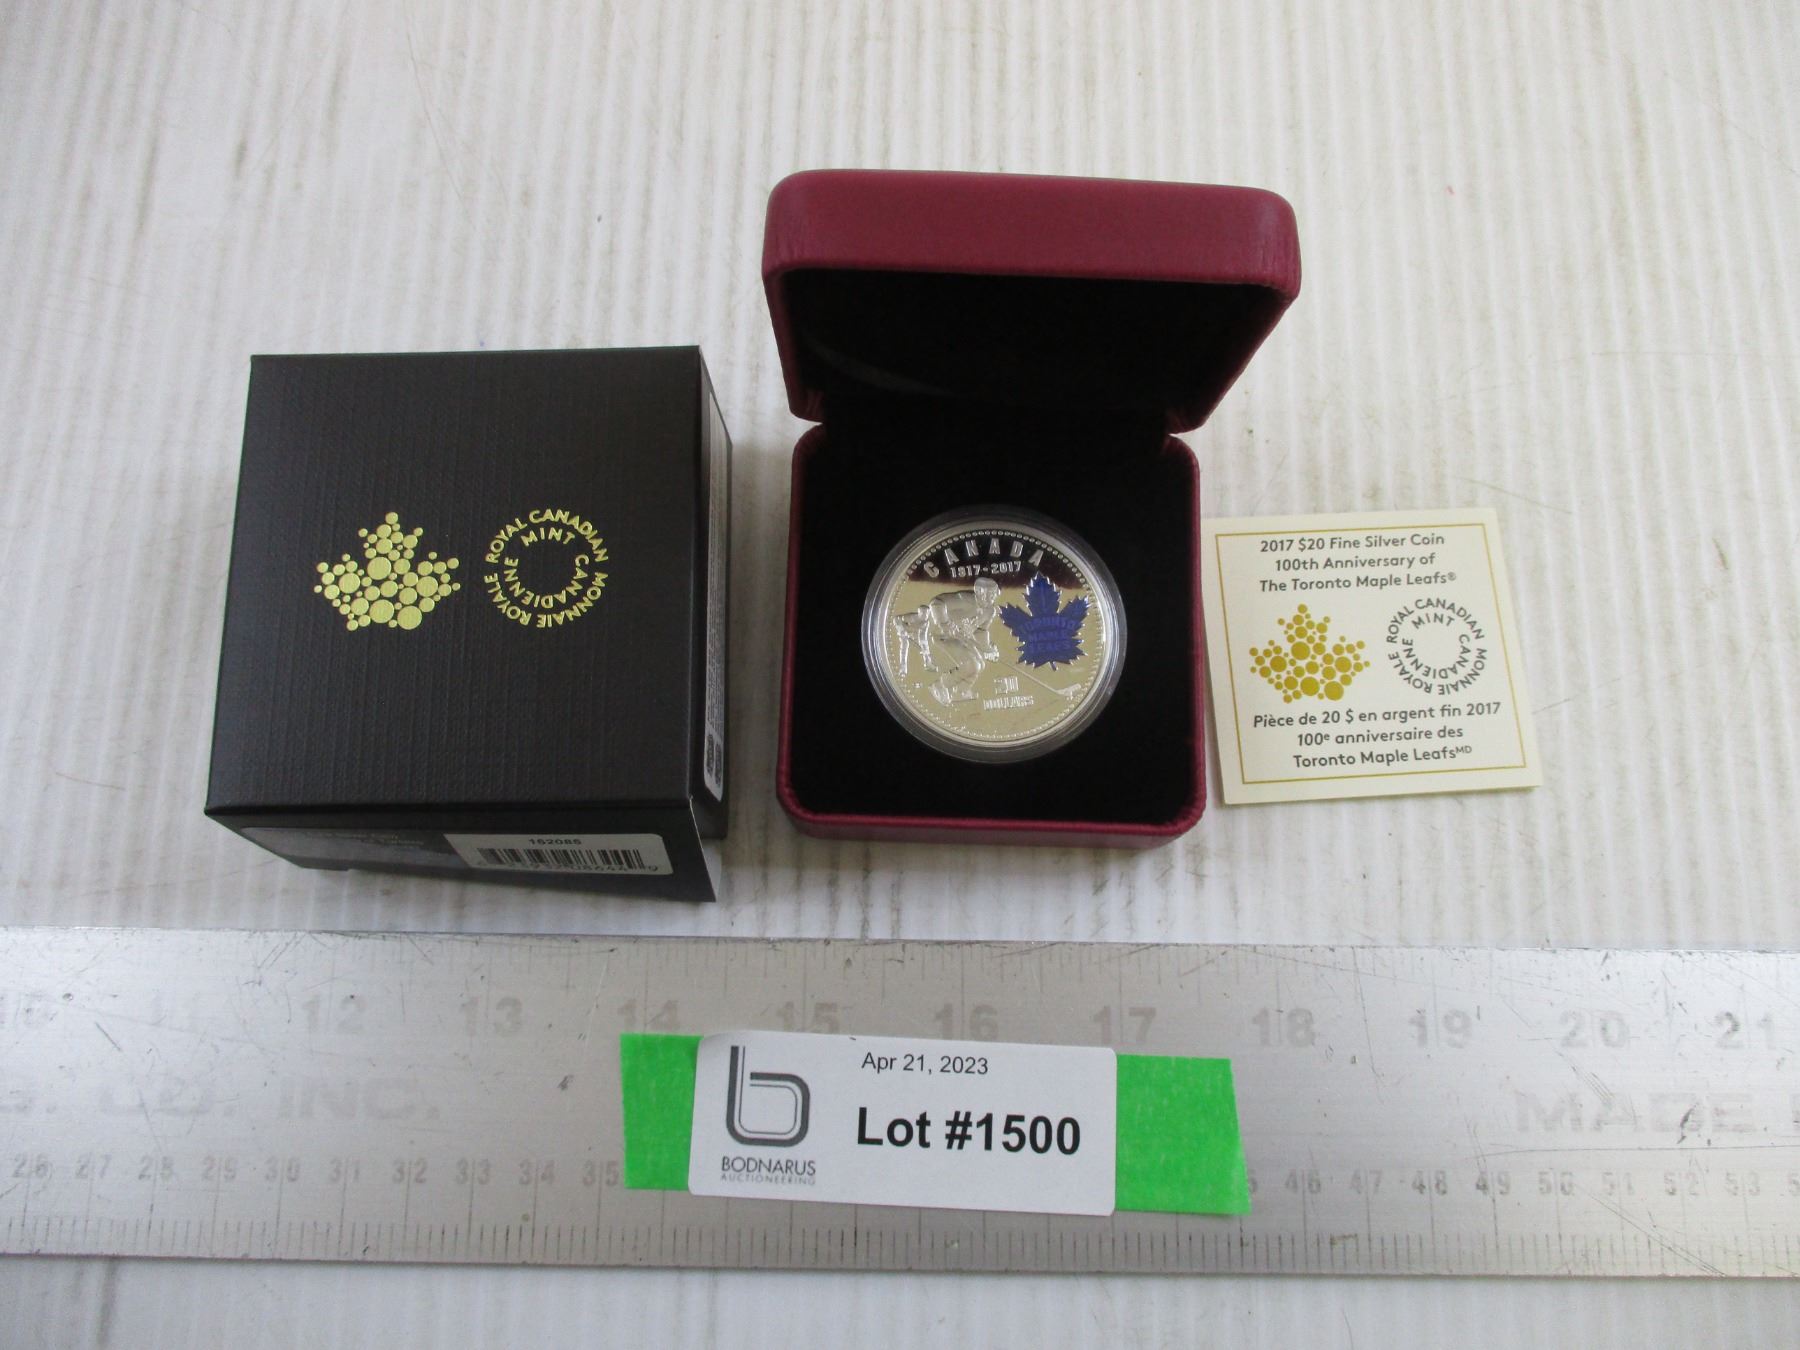 ROYAL CANADIAN MINT
MONNAIE ROYALE CANADIENNE
162085
CANADA
1917-2017
TORONTO
MAPLE
LEAFS
20
DOLLARS
2017 $20 Fine Silver Coin
100th Anniversary of
The Toronto Maple Leafs®
ROYAL CANADIAN MINT
MONNAIE ROYALE CANADIENNE
Pièce de 20 $ en argent fin 2017
100e anniversaire des
Toronto Maple LeafsMD
12 13 14 15 16 17 18 19 20 21
CO. INC.
MADE
Apr 21, 2023
Lot #1500
BODNARUS
AUCTIONEERING
26 27 28 29 30 31 32 33 34 35 46 47 48 49 50 51 52 53